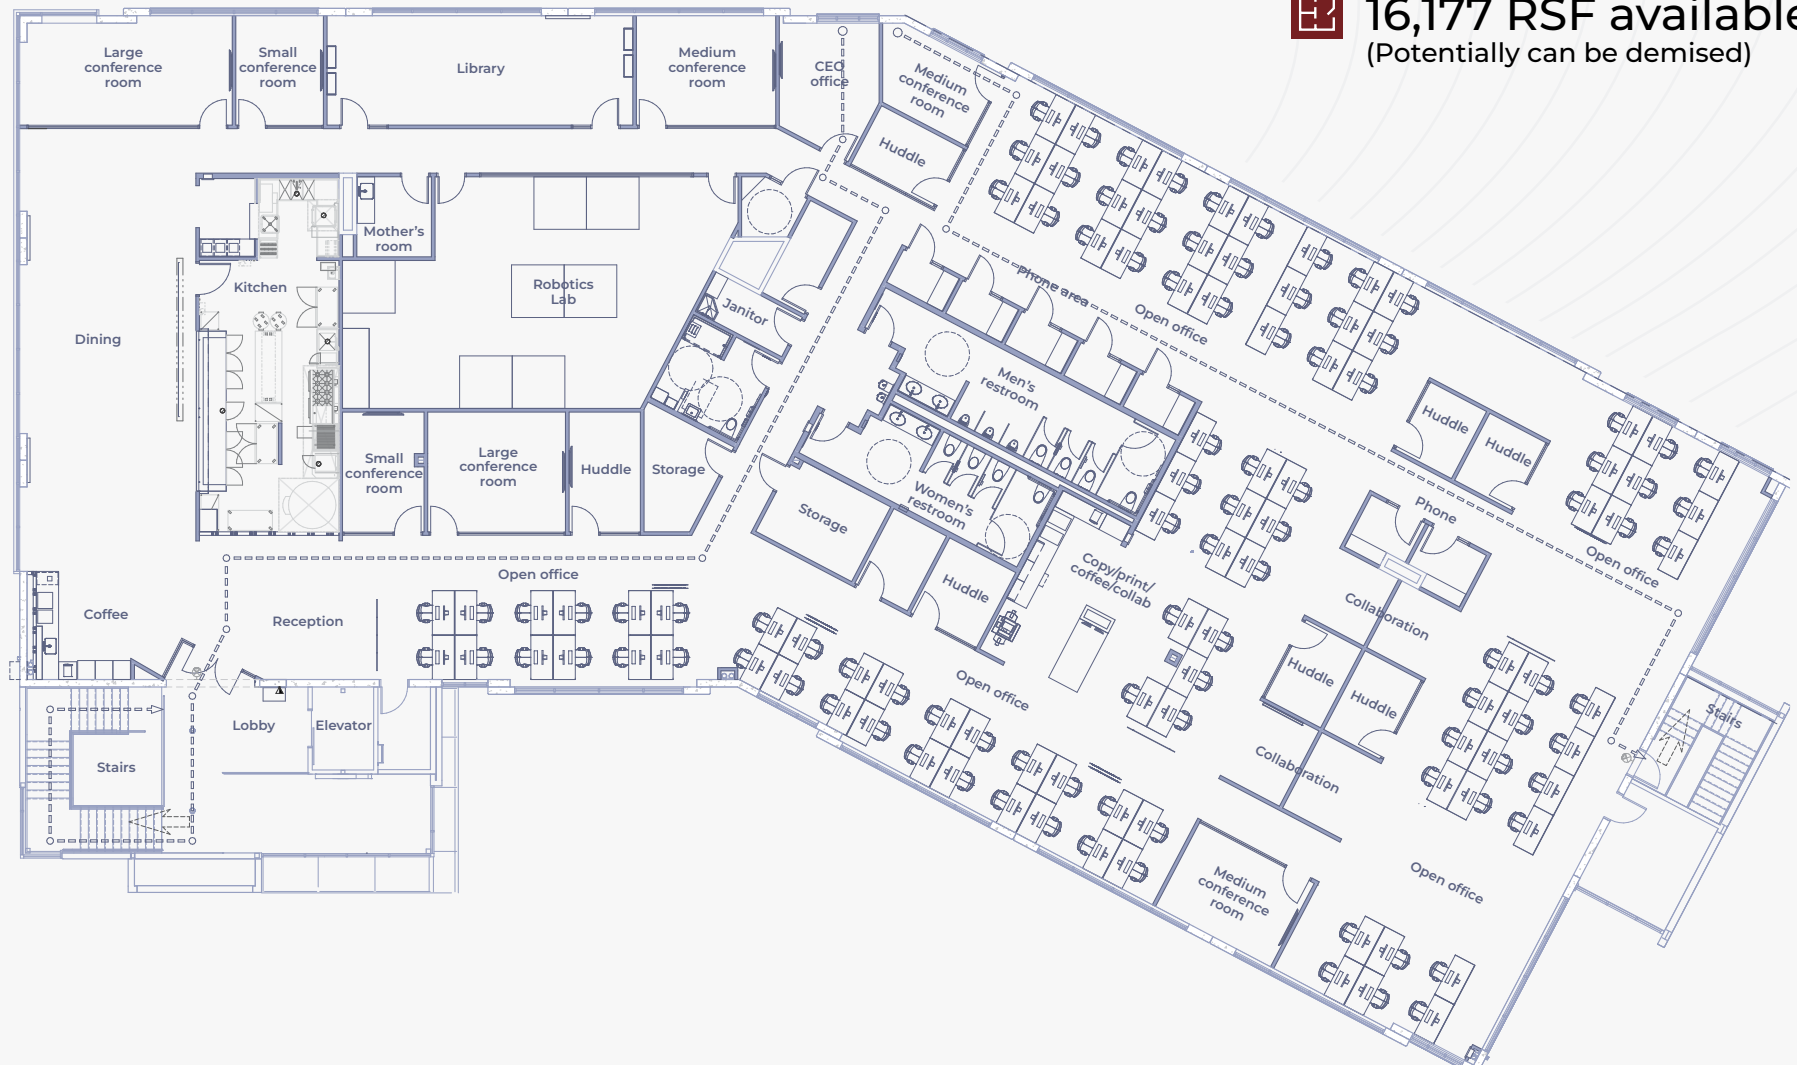 16,177 RSF available
(Potentially can be demised)
Large
conference
room
Small
conference
room
Library
Medium
conference
room
CEO
office
Medium
conference
room
Huddle
Mother's
room
Kitchen
Robotics
Lab
Janitor
Phone area
Open office
Dining
Men's
restroom
Huddle
Huddle
Small
conference
room
Large
conference
room
Huddle
Storage
Women's
restroom
Storage
Phone
Open office
Copy/print/
coffee/collab
Huddle
Open office
Coffee
Reception
Collaboration
Huddle
Huddle
Open office
Lobby
Elevator
Stairs
Stairs
Collaboration
Medium
conference
room
Open office